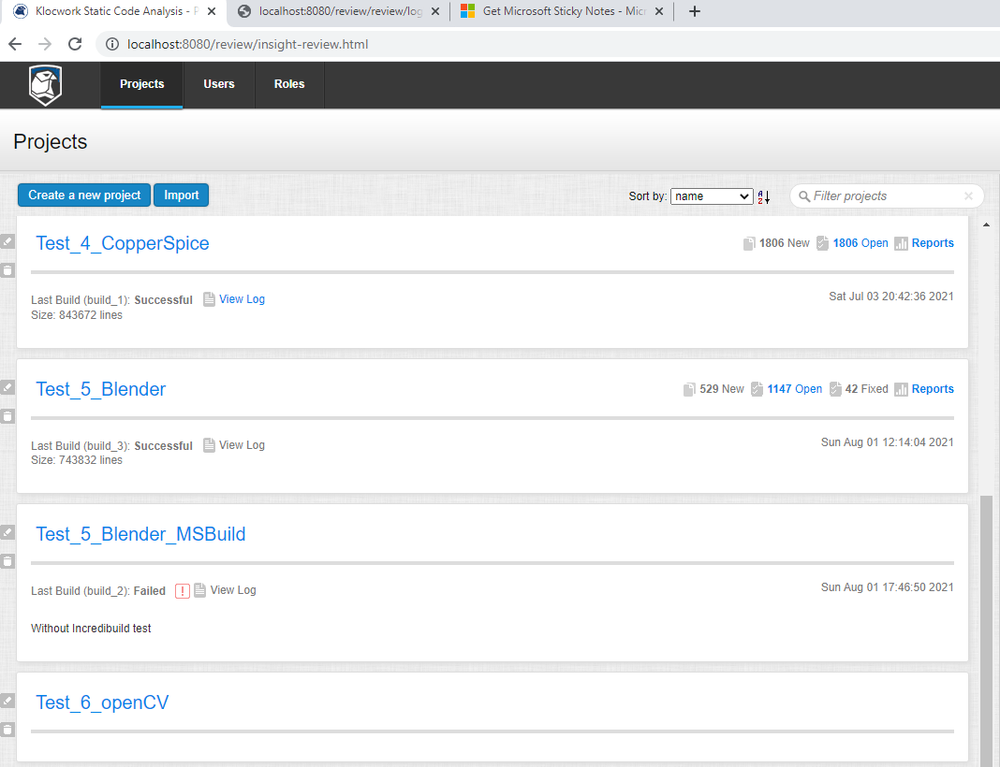 Klocwork Static Code Analysis -
localhost:8080/review/review/log
Get Microsoft Sticky Notes - Micr
localhost:8080/review/insight-review.html
Projects Users Roles
Projects
Create a new project Import Sort by: name Filter projects
Test_4_CopperSpice 1806 New 1806 Open Reports
Last Build (build_1): Successful View Log Sat Jul 03 20:42:36 2021
Size: 843672 lines
Test_5_Blender 529 New 1147 Open 42 Fixed Reports
Last Build (build_3): Successful View Log Sun Aug 01 12:14:04 2021
Size: 743832 lines
Test_5_Blender_MSBuild
Last Build (build_2): Failed View Log Sun Aug 01 17:46:50 2021
Without Incredibuild test
Test_6_openCV